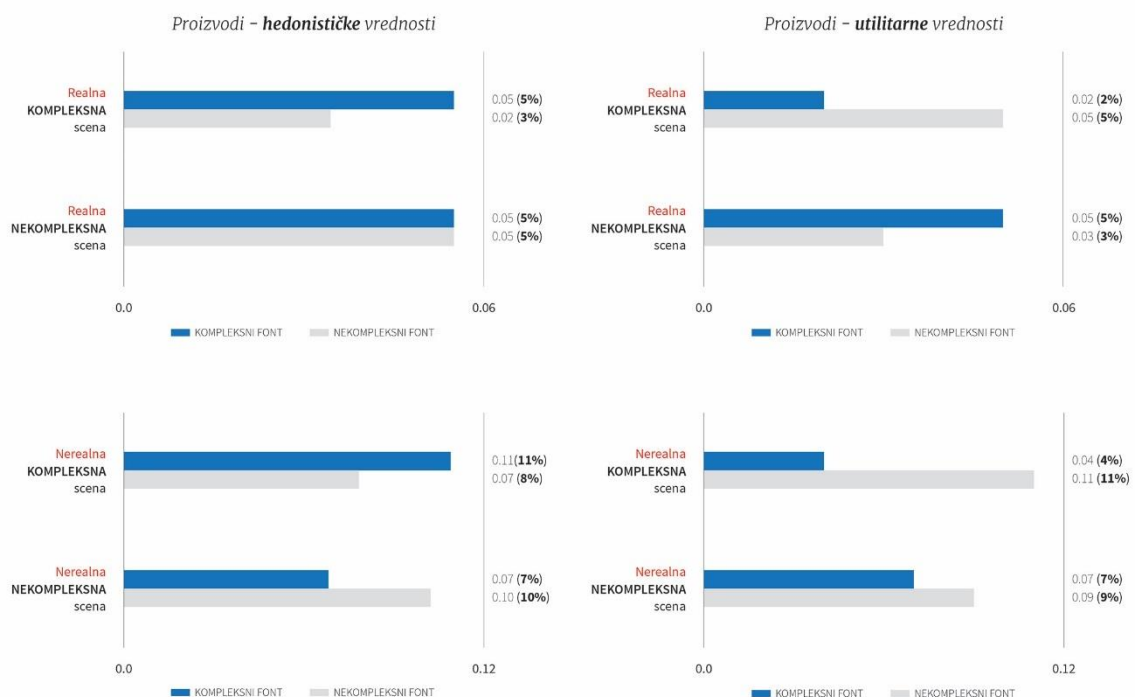 Proizvodi – hedonističke vrednosti
Realna
KOMPLEKSNA
scena
0.05 (5%)
0.02 (3%)
Realna
NEKOMPLEKSNA
scena
0.05 (5%)
0.05 (5%)
0.0
0.06
KOMPLEKSNI FONT
NEKOMPLEKSNI FONT
Proizvodi – utilitarne vrednosti
Realna
KOMPLEKSNA
scena
0.02 (2%)
0.05 (5%)
Realna
NEKOMPLEKSNA
scena
0.05 (5%)
0.03 (3%)
0.0
0.06
KOMPLEKSNI FONT
NEKOMPLEKSNI FONT
Nerealna
KOMPLEKSNA
scena
0.11(11%)
0.07 (8%)
Nerealna
NEKOMPLEKSNA
scena
0.07 (7%)
0.10 (10%)
0.0
0.12
KOMPLEKSNI FONT
NEKOMPLEKSNI FONT
Nerealna
KOMPLEKSNA
scena
0.04 (4%)
0.11 (11%)
Nerealna
NEKOMPLEKSNA
scena
0.07 (7%)
0.09 (9%)
0.0
0.12
KOMPLEKSNI FONT
NEKOMPLEKSNI FONT